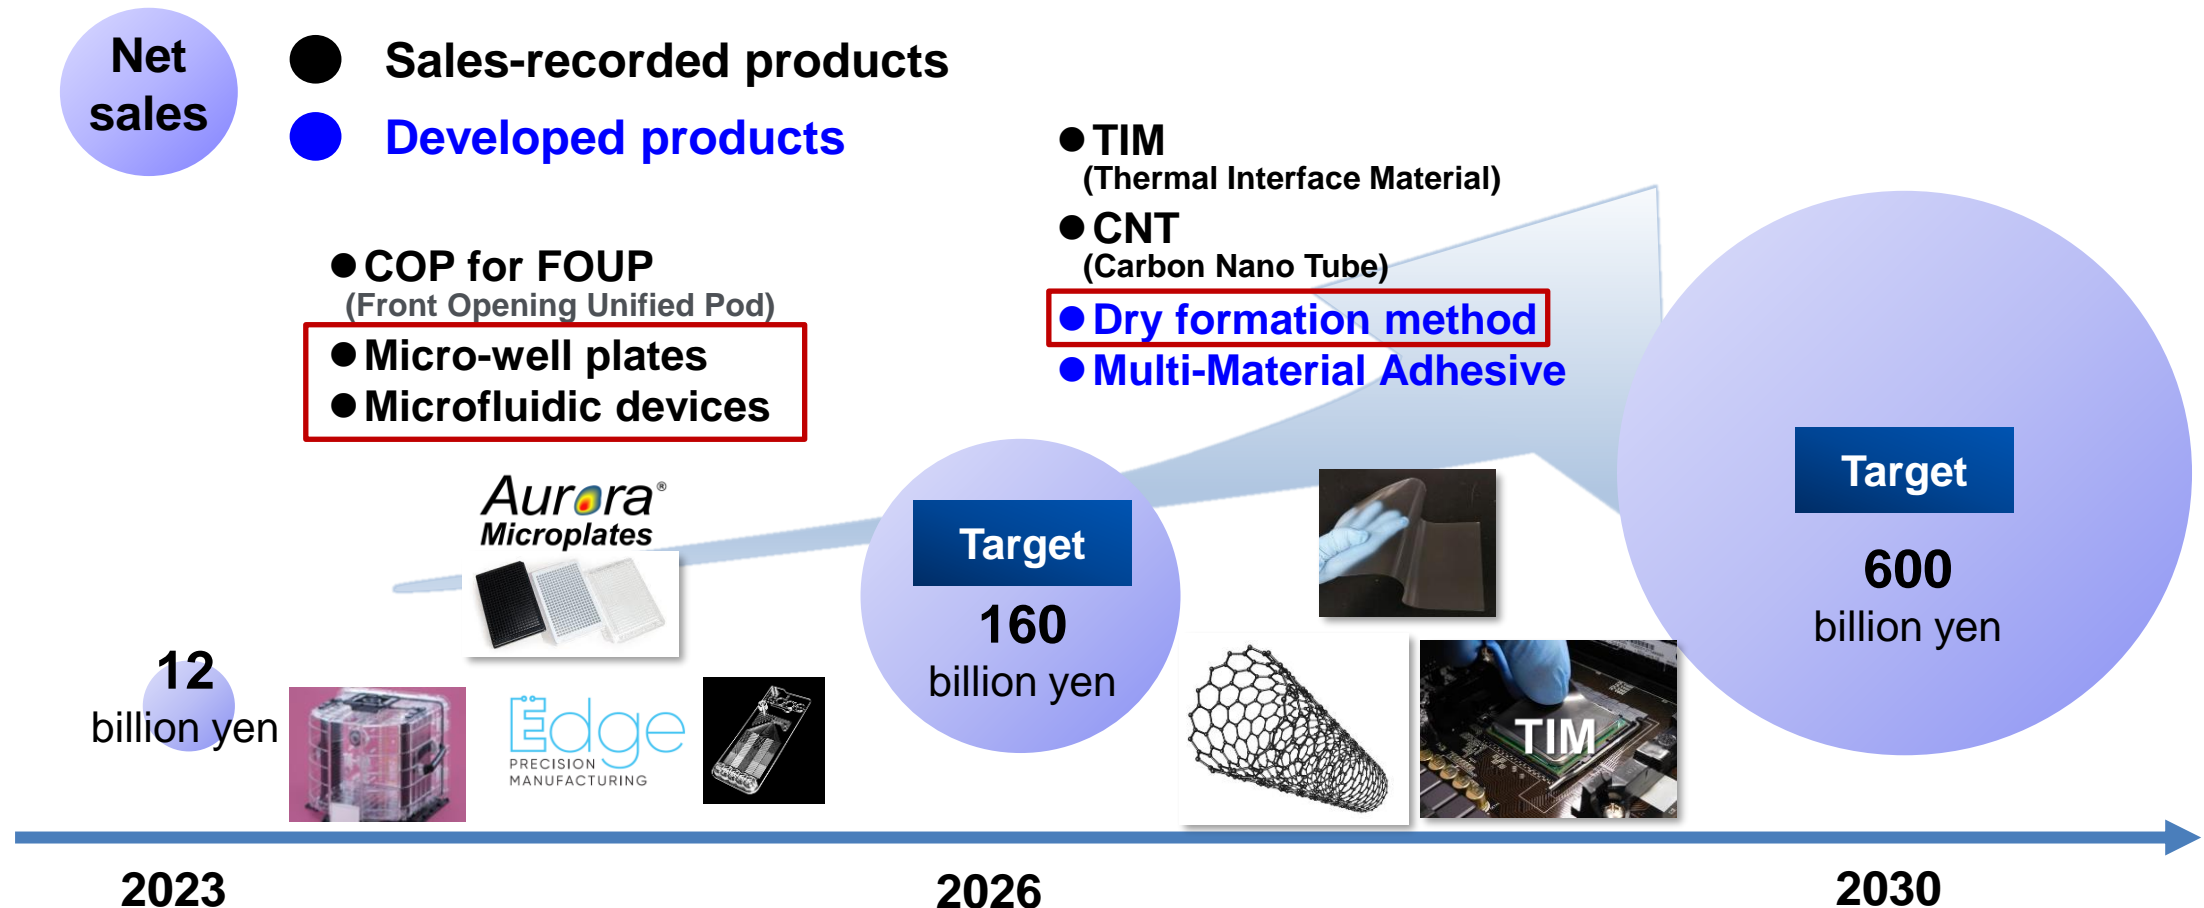 Net
sales
● Sales-recorded products
● Developed products
● COP for FOUP
(Front Opening Unified Pod)
● Micro-well plates
● Microfluidic devices
● TIM
(Thermal Interface Material)
● CNT
(Carbon Nano Tube)
● Dry formation method
● Multi-Material Adhesive
Aurora®
Microplates
Edge
PRECISION
MANUFACTURING
TIM
12
billion yen
Target
160
billion yen
Target
600
billion yen
2023
2026
2030